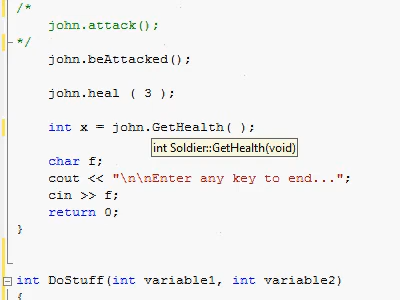 /*
john.attack();
*/
john.beAttacked();
john.heal ( 3 );
int x = john.GetHealth( );
int Soldier::GetHealth(void)
char f;
cout << "\n\nEnter any key to end...";
cin >> f;
return 0;
}
int DoStuff(int variable1, int variable2)
{